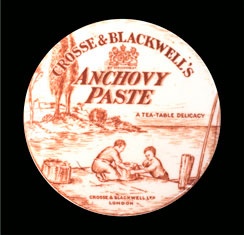 CROSSE & BLACKWELL'S
ANCHOVY
PASTE
A TEA-TABLE DELICACY
CROSSE & BLACKWELL LTD
LONDON